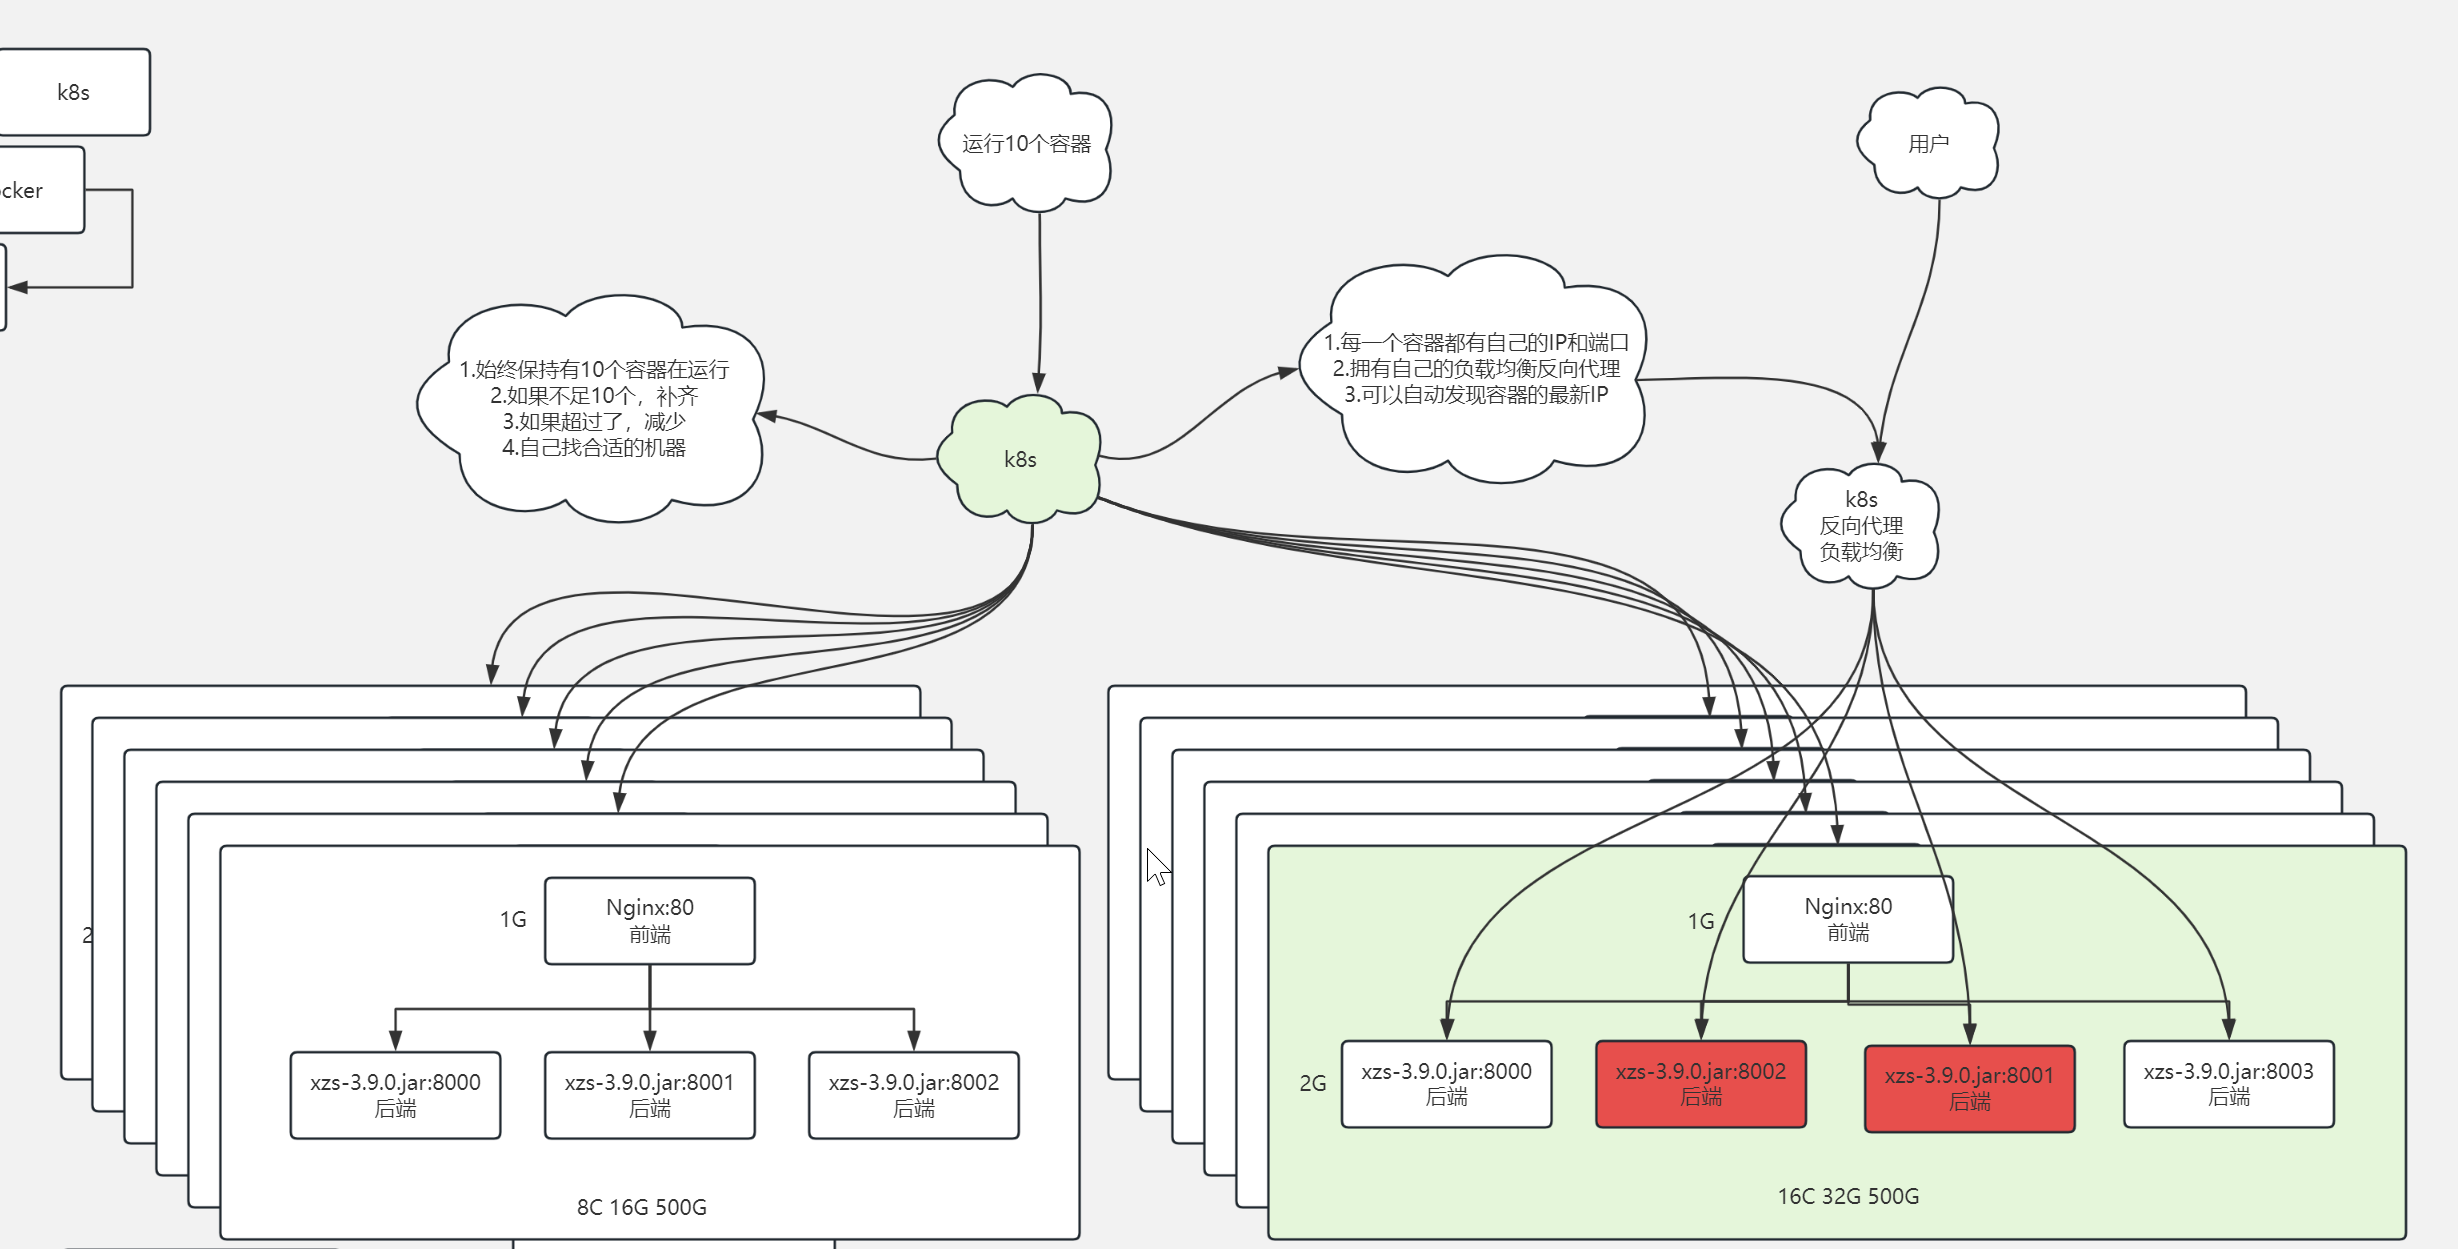 k8s
cker
运行10个容器
用户
1.始终保持有10个容器在运行
2.如果不足10个，补齐
3.如果超过了，减少
4.自己找合适的机器
k8s
1.每一个容器都有自己的IP和端口
2.拥有自己的负载均衡反向代理
3.可以自动发现容器的最新IP
k8s
反向代理
负载均衡
2
1G
Nginx:80
前端
xzs-3.9.0.jar:8000
后端
xzs-3.9.0.jar:8001
后端
xzs-3.9.0.jar:8002
后端
8C 16G 500G
1G
Nginx:80
前端
2G
xzs-3.9.0.jar:8000
后端
xzs-3.9.0.jar:8002
后端
xzs-3.9.0.jar:8001
后端
xzs-3.9.0.jar:8003
后端
16C 32G 500G